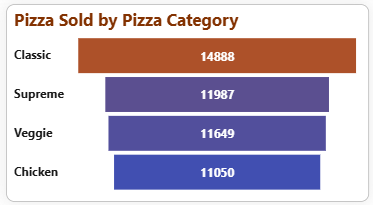 Pizza Sold by Pizza Category
Classic 14888
Supreme 11987
Veggie 11649
Chicken 11050